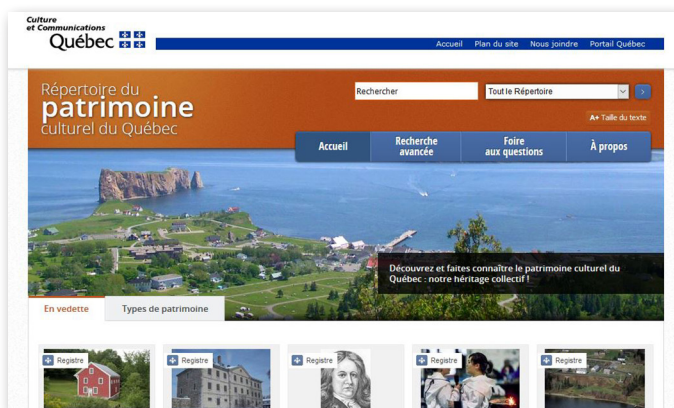 Culture
et Communications
Québec
Accueil Plan du site Nous joindre Portail Québec
Répertoire du
patrimoine
culturel du Québec
Rechercher
Tout le Répertoire
A+ Taille du texte
Accueil
Recherche
avancée
Foire
aux questions
À propos
Découvrez et faites connaître le patrimoine culturel du
Québec : notre héritage collectif !
En vedette
Types de patrimoine
Registre
Registre
Registre
Registre
Registre